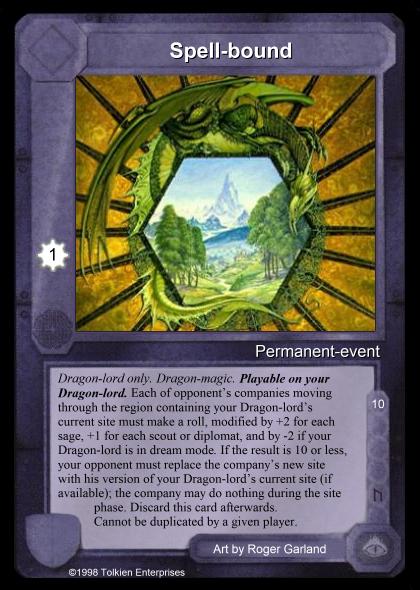 Spell-bound
1
Permanent-event
Dragon-lord only. Dragon-magic. Playable on your
Dragon-lord. Each of opponent's companies moving
through the region containing your Dragon-lord's
current site must make a roll, modified by +2 for each
sage, +1 for each scout or diplomat, and by -2 if your
Dragon-lord is in dream mode. If the result is 10 or less,
your opponent must replace the company's new site
with his version of your Dragon-lord's current site (if
available); the company may do nothing during the site
phase. Discard this card afterwards.
Cannot be duplicated by a given player.
10
Art by Roger Garland
©1998 Tolkien Enterprises